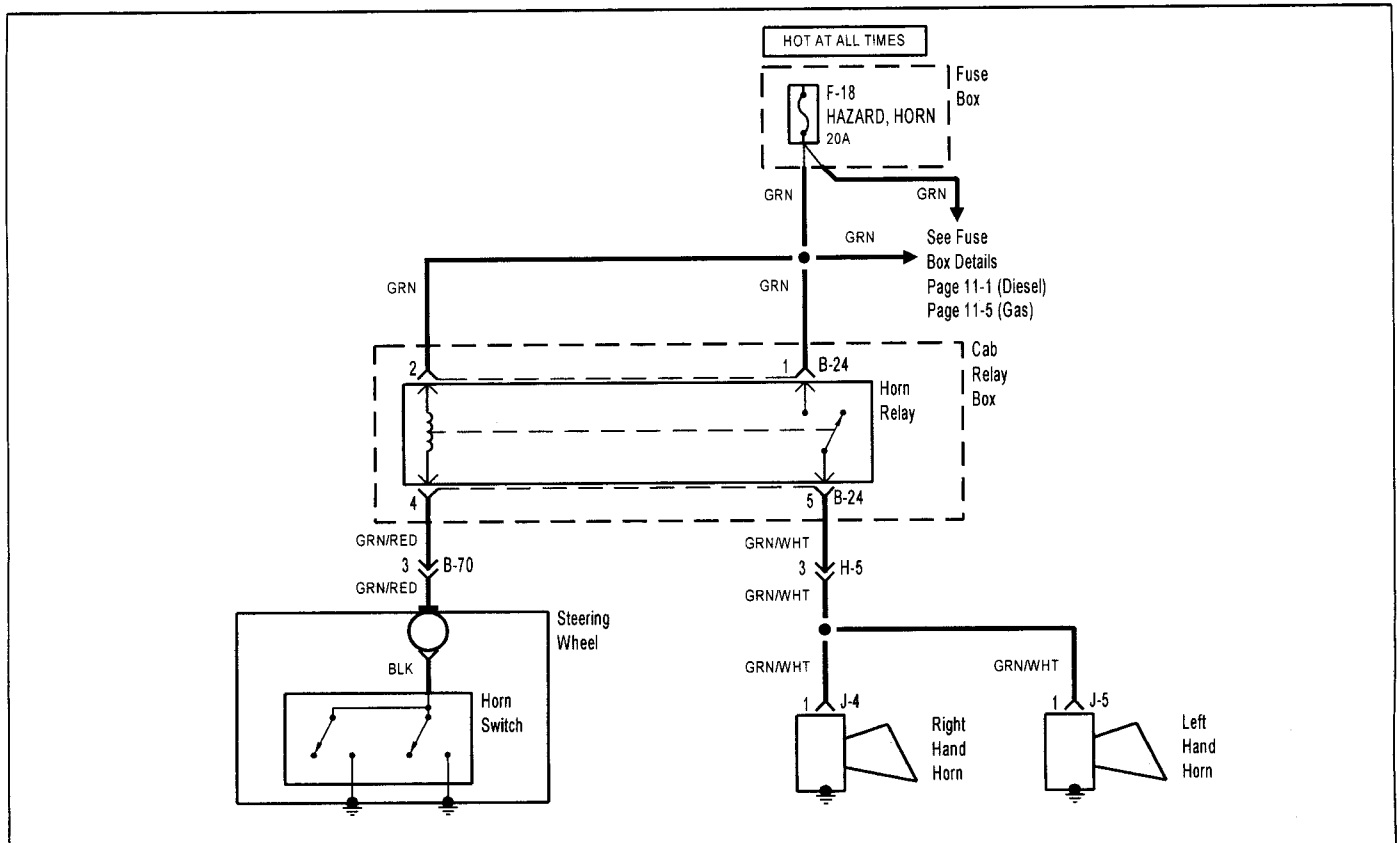 HOT AT ALL TIMES
Fuse
Box
F-18
HAZARD, HORN
20A
GRN
GRN
GRN
See Fuse
Box Details
Page 11-1 (Diesel)
Page 11-5 (Gas)
GRN
GRN
Cab
Relay
Box
2
1
B-24
Horn
Relay
4
5
B-24
GRN/RED
GRN/WHT
3
B-70
3
H-5
GRN/RED
GRN/WHT
Steering
Wheel
BLK
GRN/WHT
GRN/WHT
Horn
Switch
1
J-4
1
J-5
Right
Hand
Horn
Left
Hand
Horn